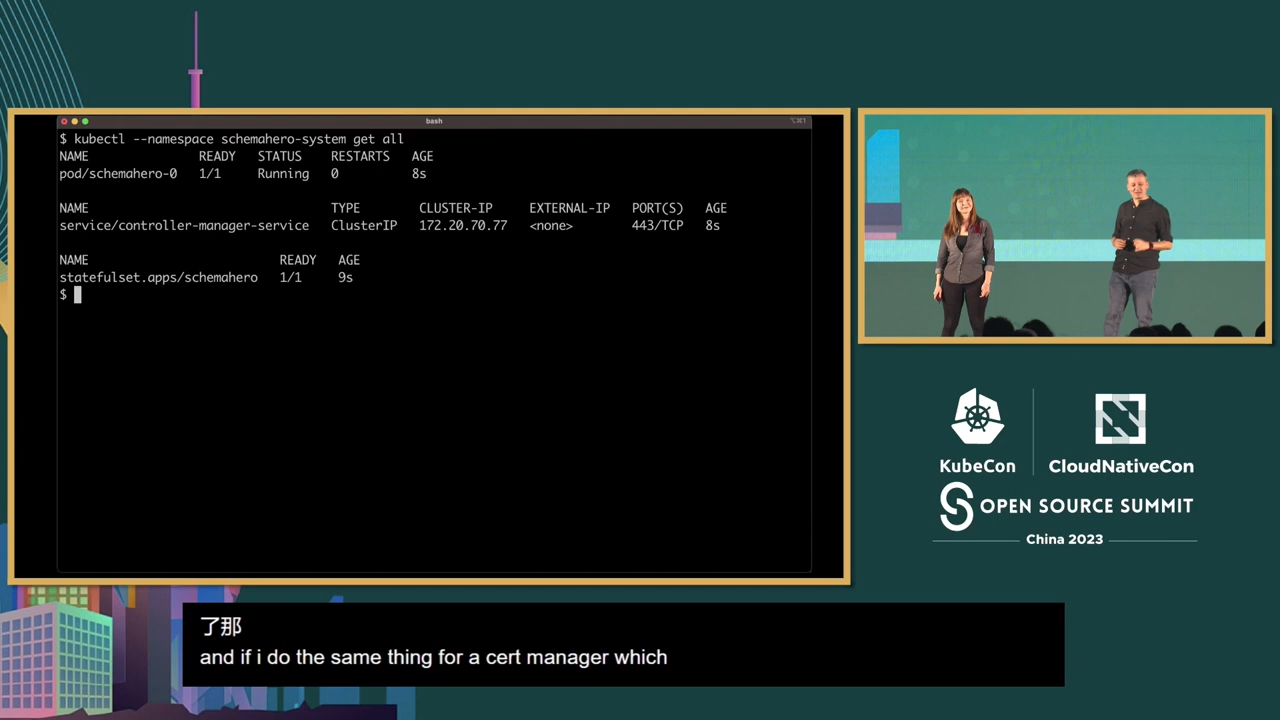 bash
$ kubectl --namespace schemahero-system get all
NAME READY STATUS RESTARTS AGE
pod/schemahero-0 1/1 Running 0 8s
NAME TYPE CLUSTER-IP EXTERNAL-IP PORT(S) AGE
service/controller-manager-service ClusterIP 172.20.70.77 <none> 443/TCP 8s
NAME READY AGE
statefulset.apps/schemahero 1/1 9s
$
KubeCon
CloudNativeCon
OPEN SOURCE SUMMIT
China 2023
了那
and if i do the same thing for a cert manager which